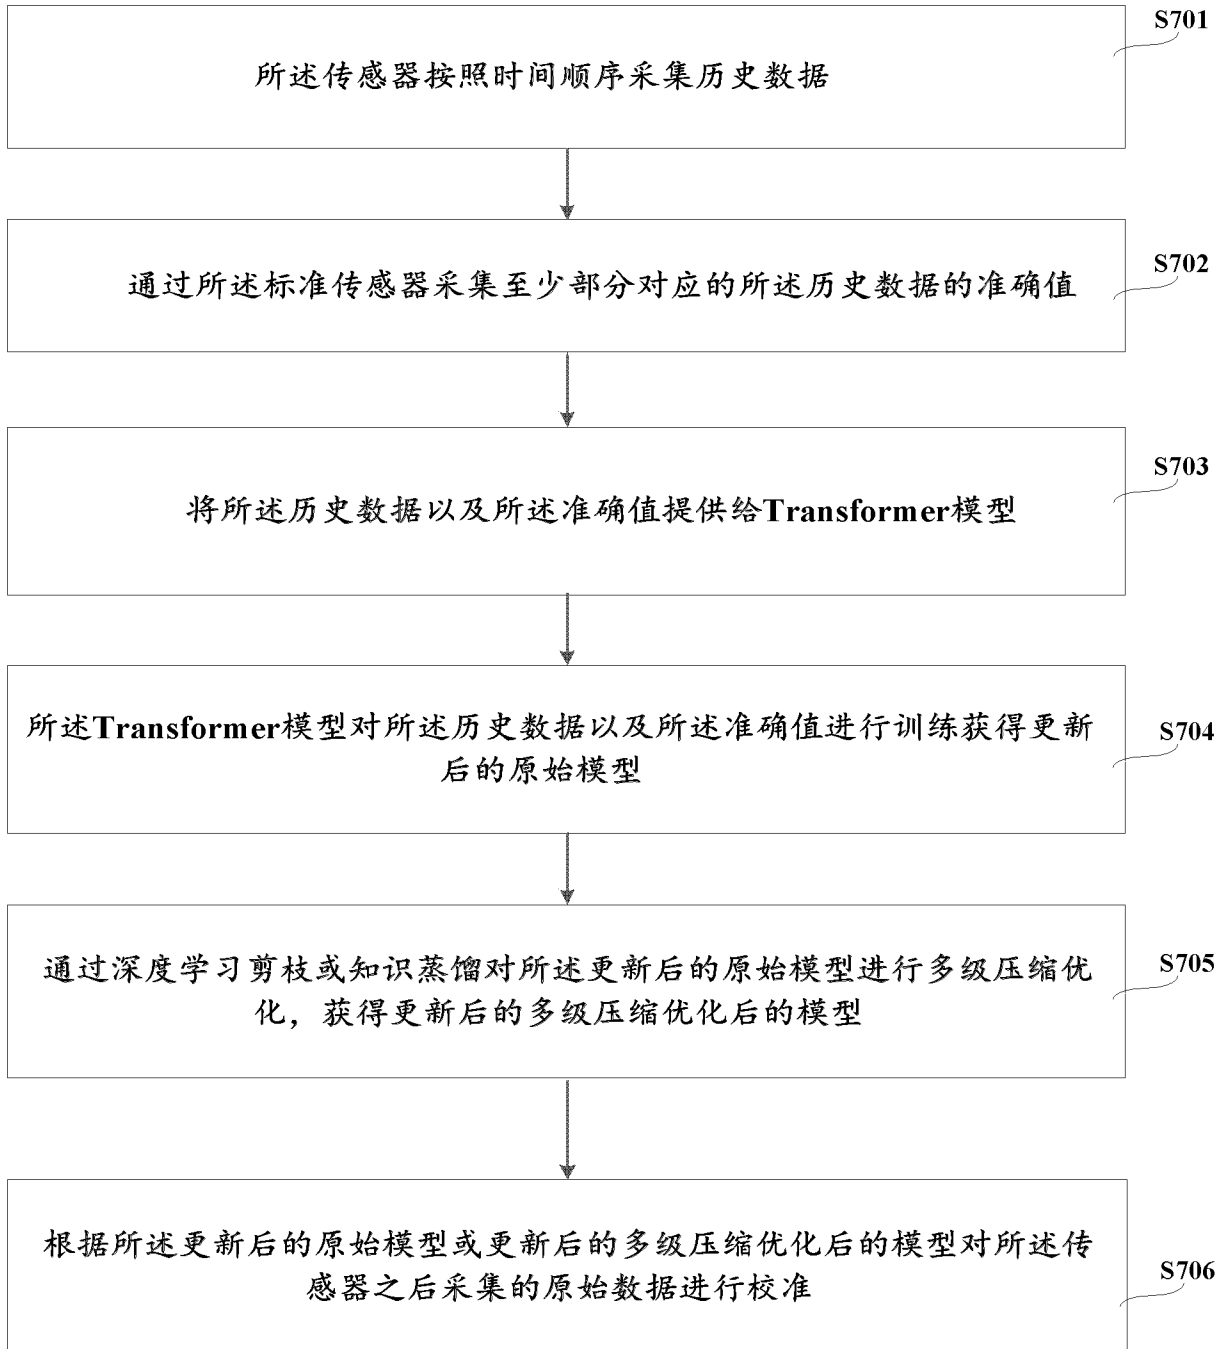 S701
所述传感器按照时间顺序采集历史数据
S702
通过所述标准传感器采集至少部分对应的所述历史数据的准确值
S703
将所述历史数据以及所述准确值提供给Transformer模型
S704
所述Transformer模型对所述历史数据以及所述准确值进行训练获得更新
后的原始模型
S705
通过深度学习剪枝或知识蒸馏对所述更新后的原始模型进行多级压缩优
化，获得更新后的多级压缩优化后的模型
S706
根据所述更新后的原始模型或更新后的多级压缩优化后的模型对所述传
感器之后采集的原始数据进行校准